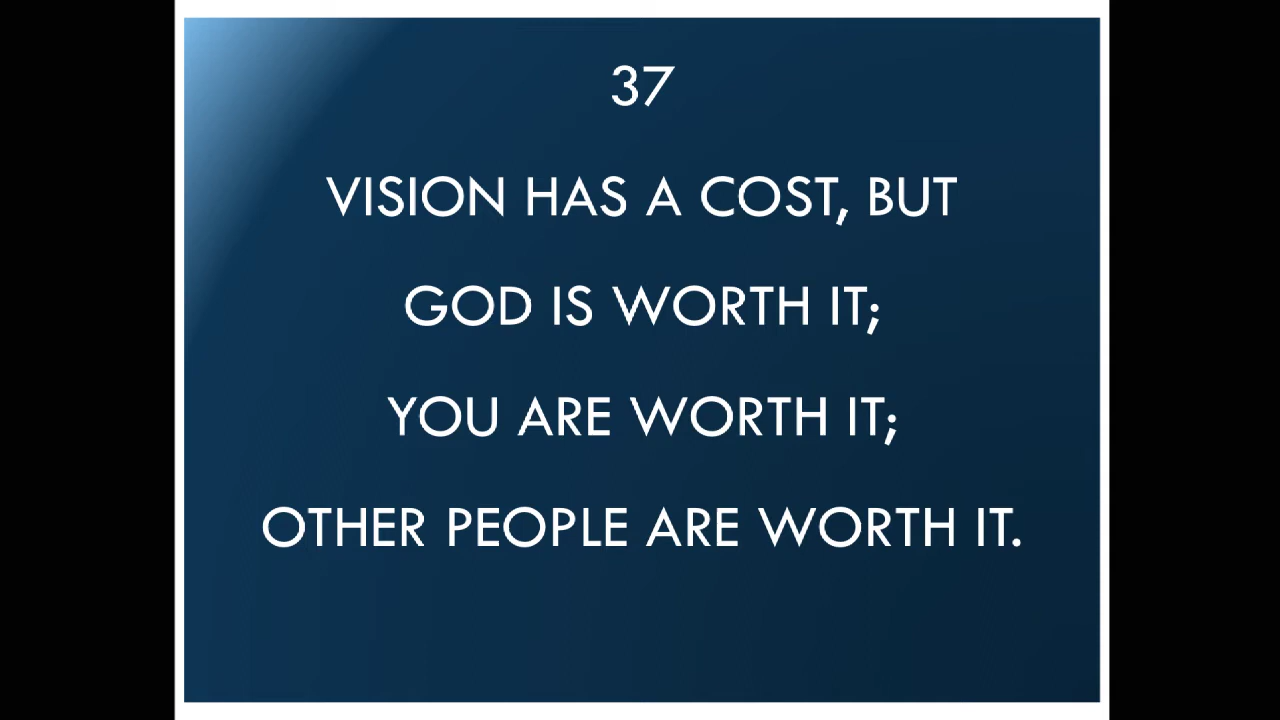 37
VISION HAS A COST, BUT
GOD IS WORTH IT;
YOU ARE WORTH IT;
OTHER PEOPLE ARE WORTH IT.